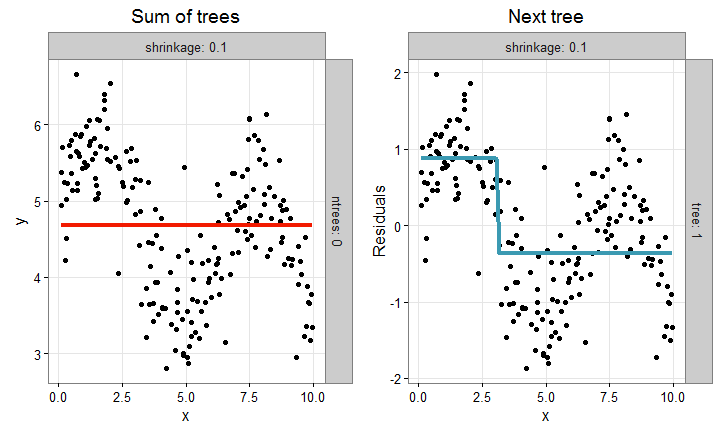 Sum of trees
shrinkage: 0.1
y
6
5
4
3
ntrees: 0
0.0 2.5 5.0 7.5 10.0
x
Next tree
shrinkage: 0.1
Residuals
2
1
0
-1
-2
tree: 1
0.0 2.5 5.0 7.5 10.0
x